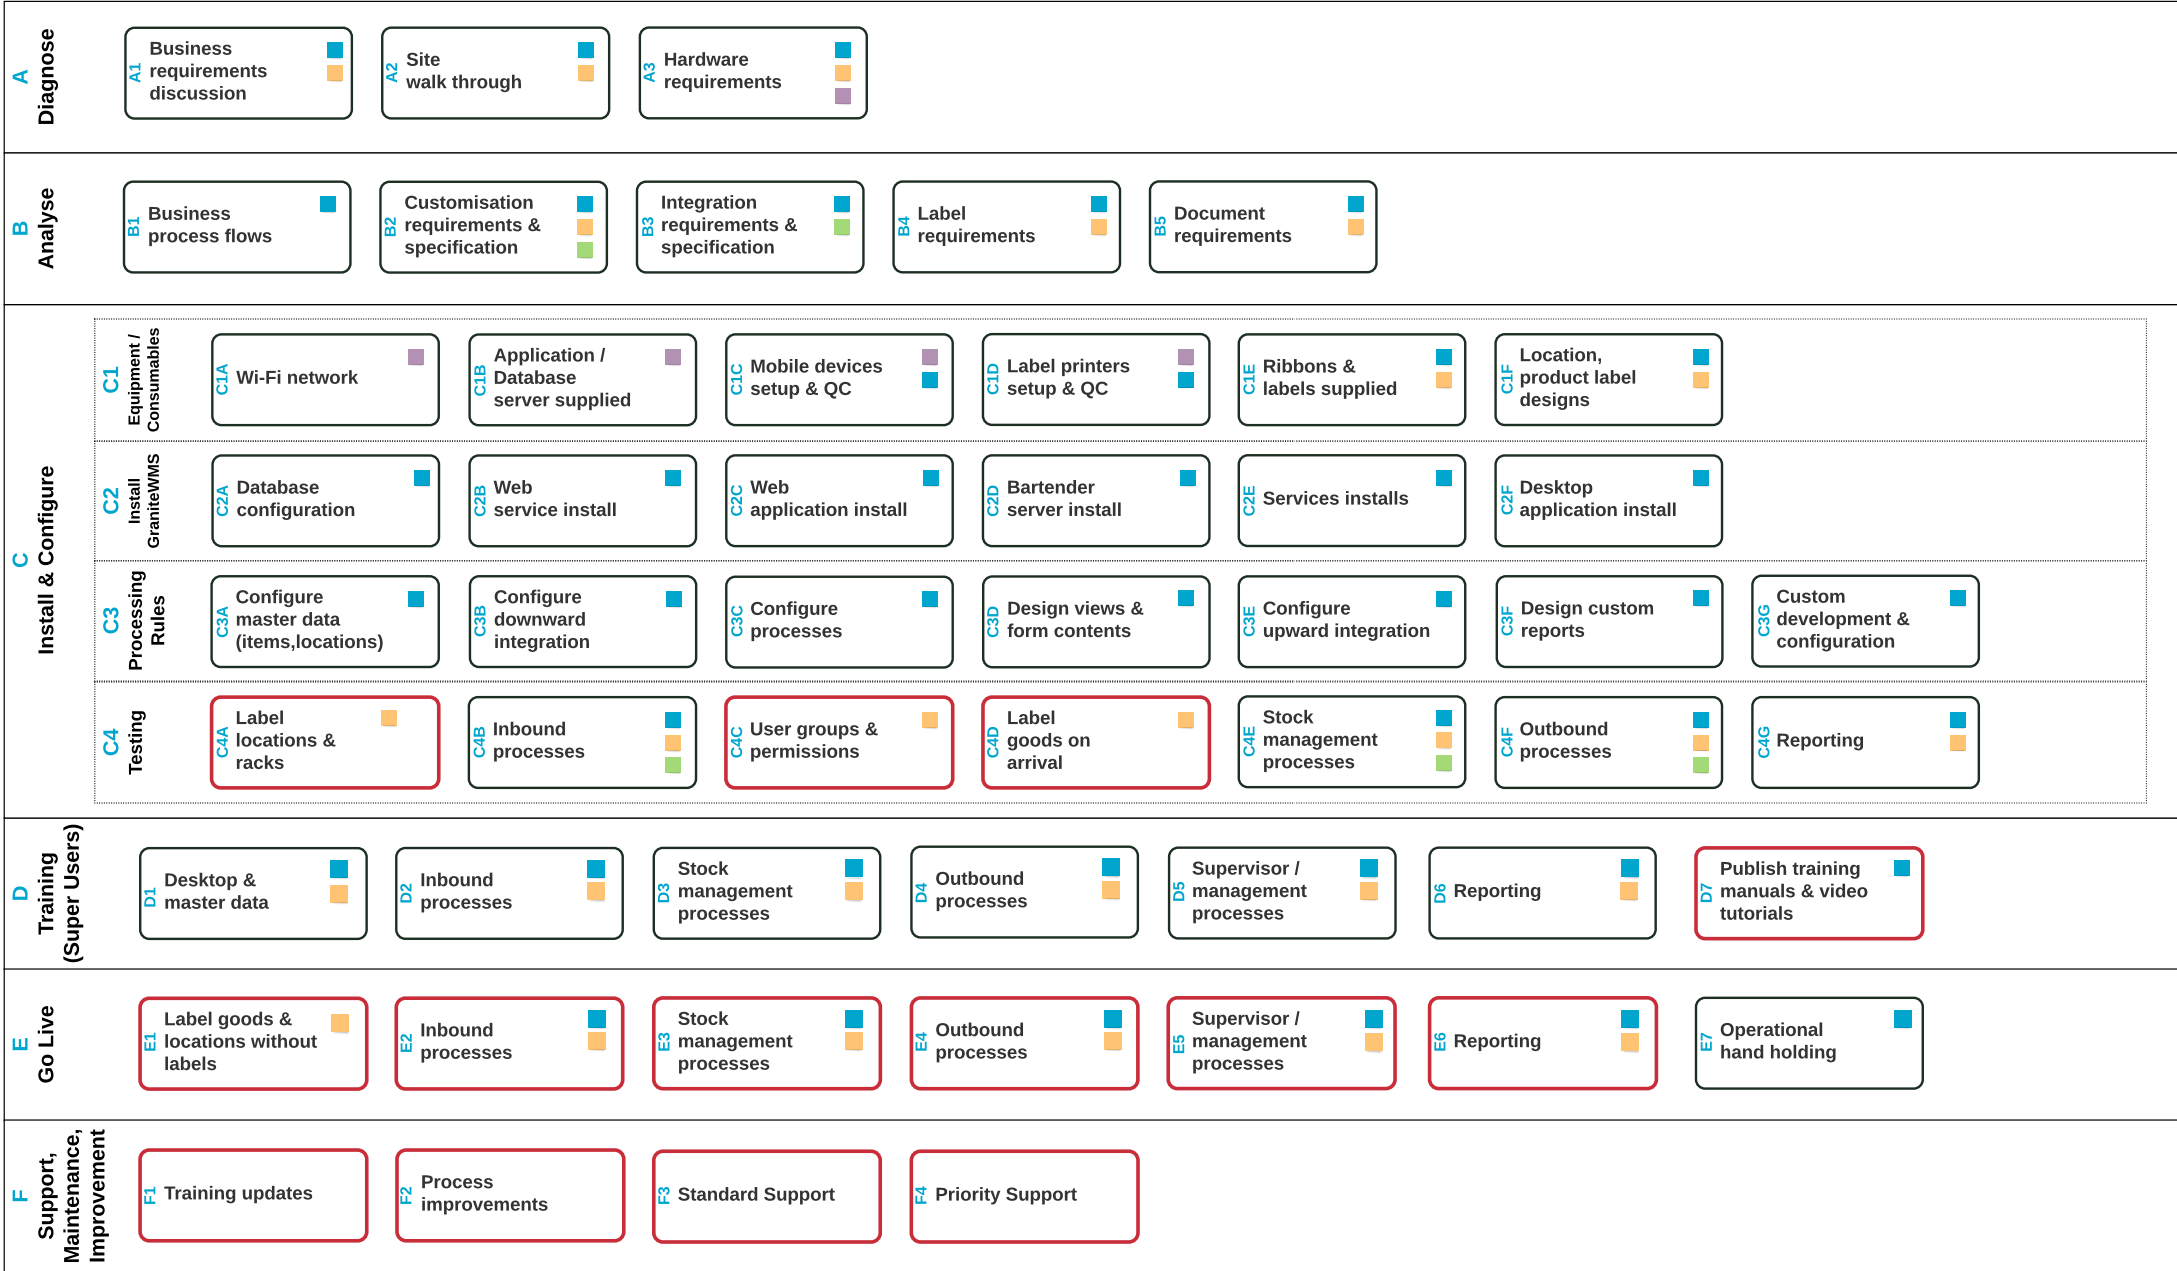 A
Diagnose
A1
Business
requirements
discussion
A2
Site
walk through
A3
Hardware
requirements
B
Analyse
B1
Business
process flows
B2
Customisation
requirements &
specification
B3
Integration
requirements &
specification
B4
Label
requirements
B5
Document
requirements
C
Install & Configure
C1
Equipment /
Consumables
C1A
Wi-Fi network
C1B
Application /
Database
server supplied
C1C
Mobile devices
setup & QC
C1D
Label printers
setup & QC
C1E
Ribbons &
labels supplied
C1F
Location,
product label
designs
C2
Install
GraniteWMS
C2A
Database
configuration
C2B
Web
service install
C2C
Web
application install
C2D
Bartender
server install
C2E
Services installs
C2F
Desktop
application install
C3
Processing
Rules
C3A
Configure
master data
(items,locations)
C3B
Configure
downward
integration
C3C
Configure
processes
C3D
Design views &
form contents
C3E
Configure
upward integration
C3F
Design custom
reports
C3G
Custom
development &
configuration
C4
Testing
C4A
Label
locations &
racks
C4B
Inbound
processes
C4C
User groups &
permissions
C4D
Label
goods on
arrival
C4E
Stock
management
processes
C4F
Outbound
processes
C4G
Reporting
D
Training
(Super Users)
D1
Desktop &
master data
D2
Inbound
processes
D3
Stock
management
processes
D4
Outbound
processes
D5
Supervisor /
management
processes
D6
Reporting
D7
Publish training
manuals & video
tutorials
E
Go Live
E1
Label goods &
locations without
labels
E2
Inbound
processes
E3
Stock
management
processes
E4
Outbound
processes
E5
Supervisor /
management
processes
E6
Reporting
E7
Operational
hand holding
F
Support,
Maintenance,
Improvement
F1
Training updates
F2
Process
improvements
F3
Standard Support
F4
Priority Support